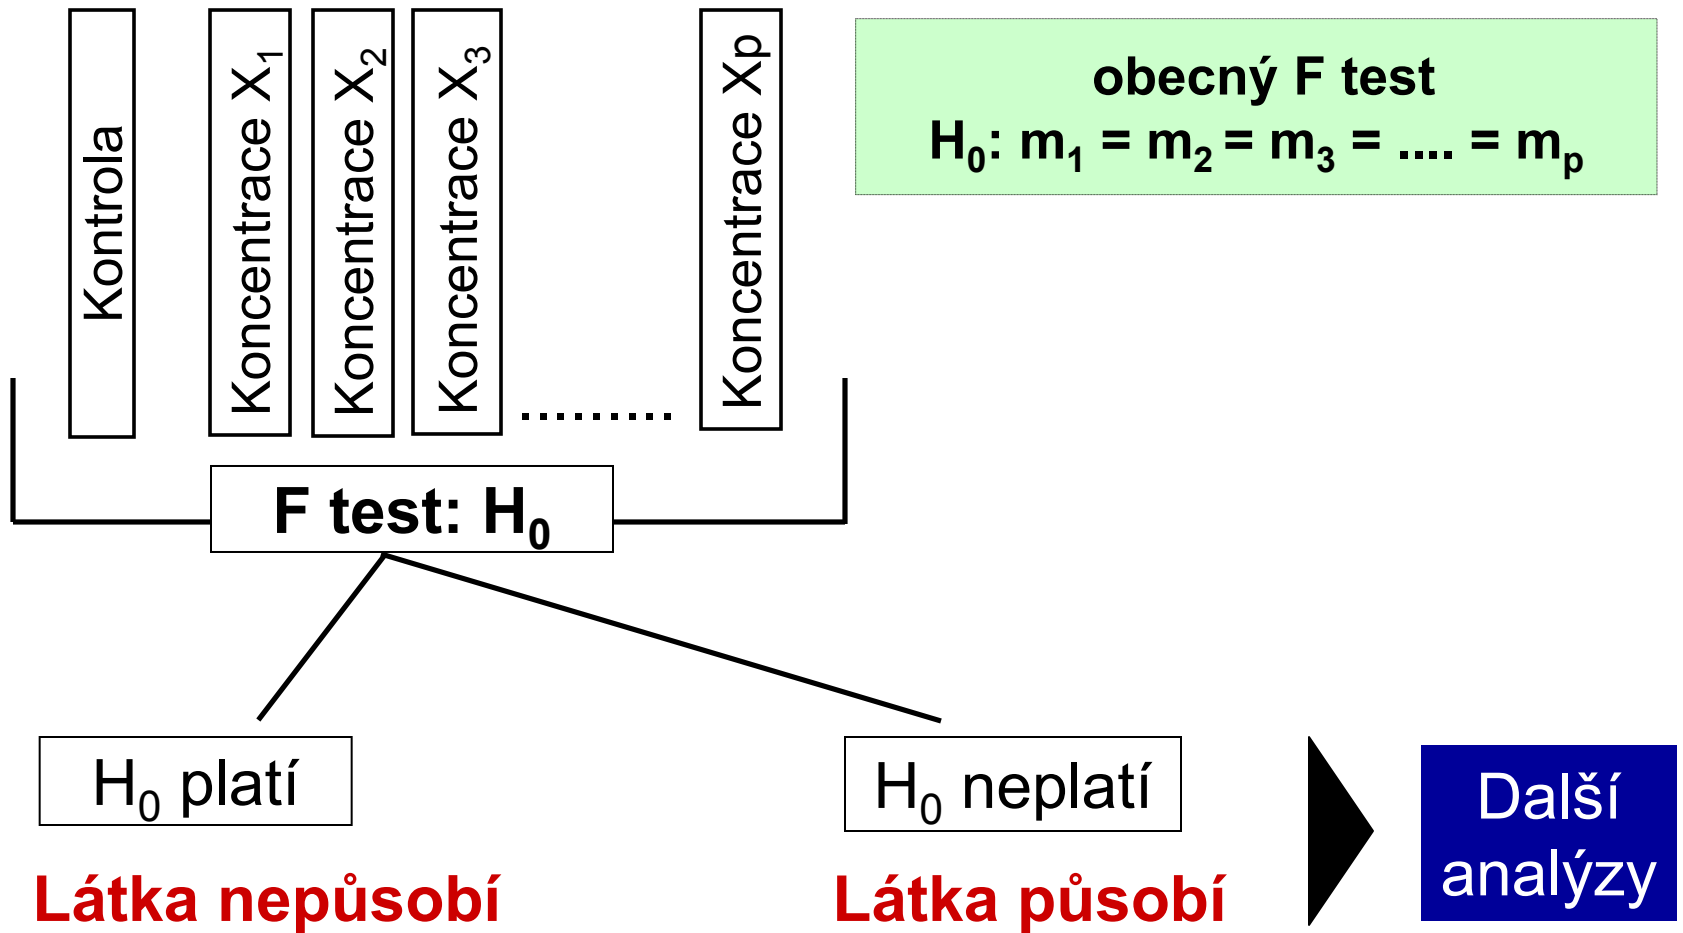 Kontrola
Koncentrace X₁
Koncentrace X₂
Koncentrace X₃
.........
Koncentrace Xp
obecný F test
H₀: m₁ = m₂ = m₃ = .... = mₚ
F test: H₀
H₀ platí
H₀ neplatí
Látka nepůsobí
Látka působí
Další
analýzy